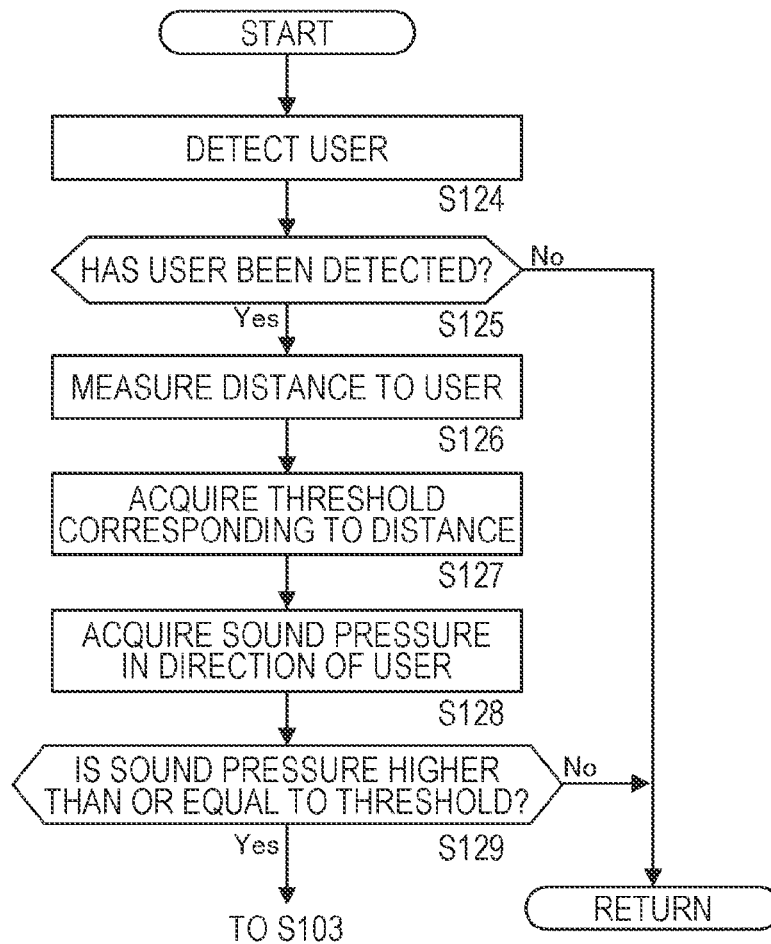 START
DETECT USER
S124
HAS USER BEEN DETECTED?
No
Yes
S125
MEASURE DISTANCE TO USER
S126
ACQUIRE THRESHOLD
CORRESPONDING TO DISTANCE
S127
ACQUIRE SOUND PRESSURE
IN DIRECTION OF USER
S128
IS SOUND PRESSURE HIGHER
THAN OR EQUAL TO THRESHOLD?
No
Yes
S129
TO S103
RETURN